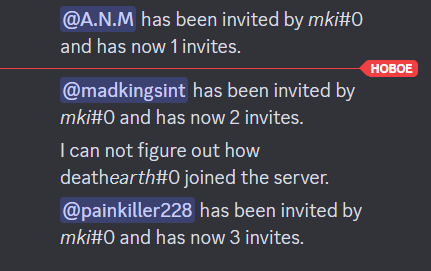 @A.N.M has been invited by mki#0
and has now 1 invites.
НОВОЕ
@madkingsint has been invited by
mki#0 and has now 2 invites.
I can not figure out how
deathearth#0 joined the server.
@painkiller228 has been invited by
mki#0 and has now 3 invites.